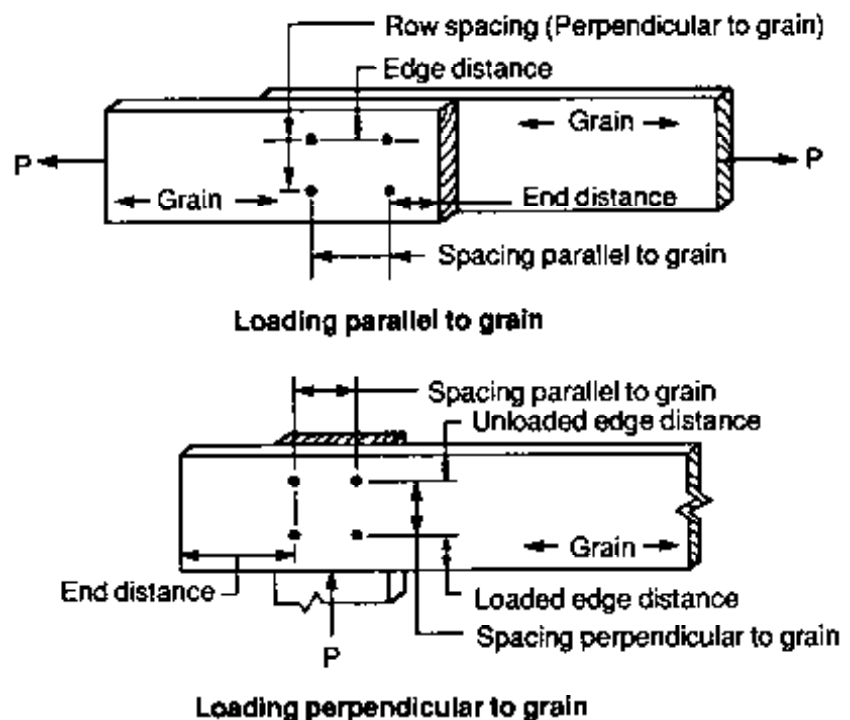 Row spacing (Perpendicular to grain)
Edge distance
Grain
P
P
Grain
End distance
Spacing parallel to grain
Loading parallel to grain
Spacing parallel to grain
Unloaded edge distance
Grain
End distance
Loaded edge distance
Spacing perpendicular to grain
P
Loading perpendicular to grain